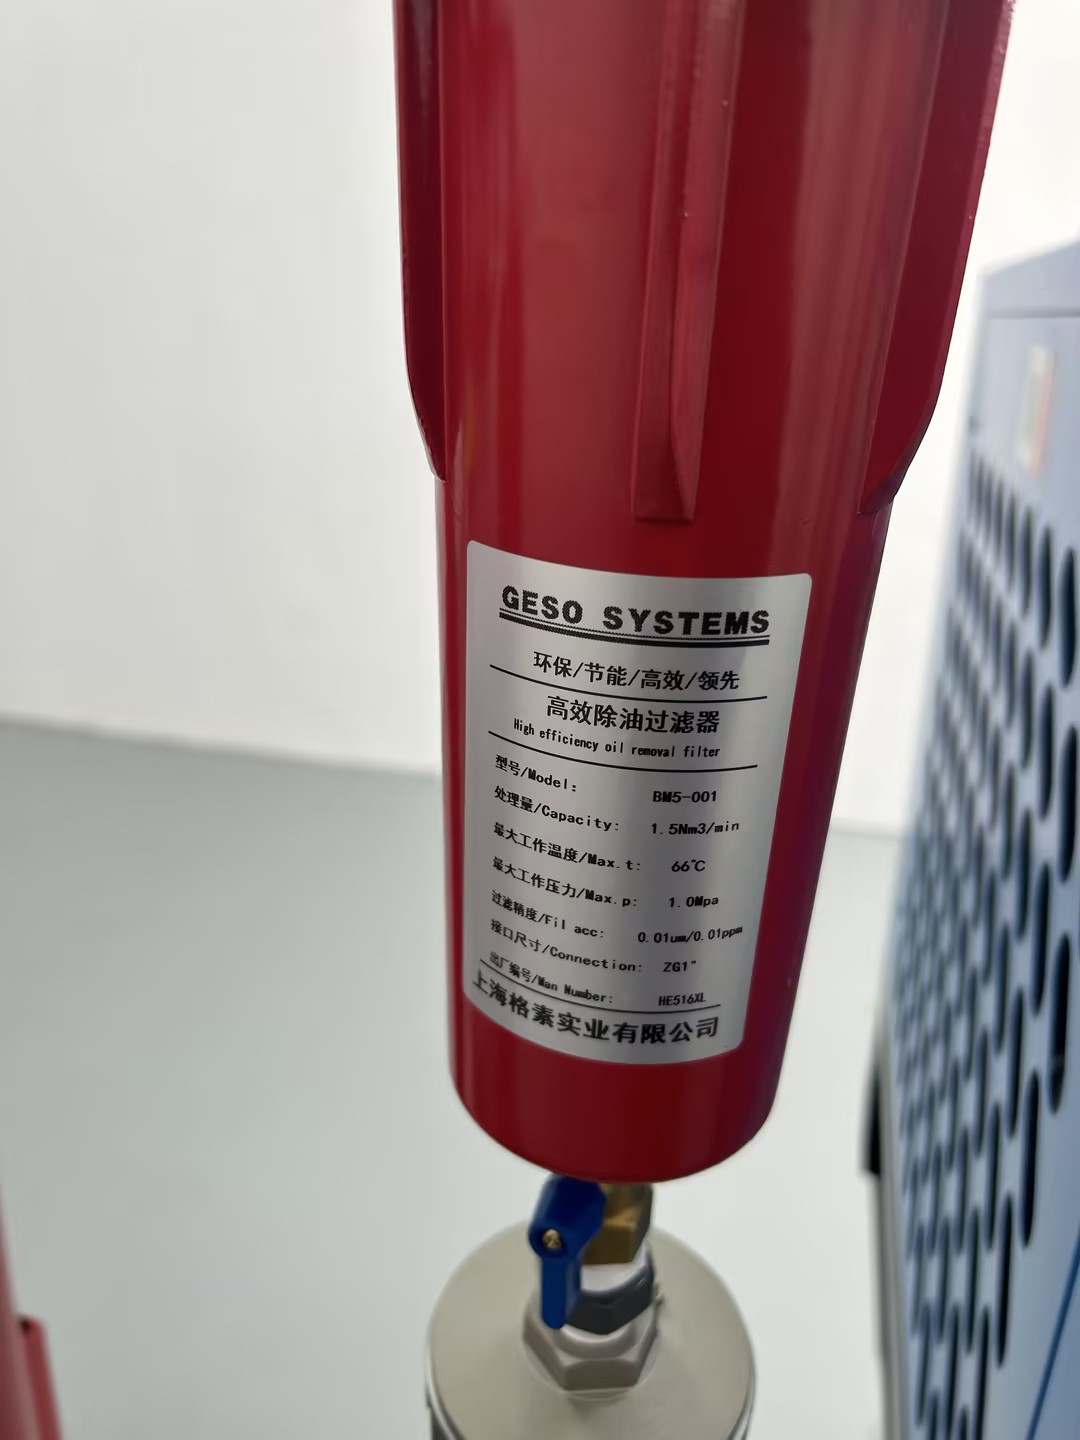 GESO SYSTEMS
环保/节能/高效/领先
高效除油过滤器
High efficiency oil removal filter
型号/Model: BM5-001
处理量/Capacity: 1.5Nm3/min
最大工作温度/Max.t: 66℃
最大工作压力/Max.p: 1.0Mpa
过滤精度/Fil acc: 0.01um/0.01ppm
接口尺寸/Connection: ZG1"
出厂编号/Man Number: HE516XL
上海格素实业有限公司